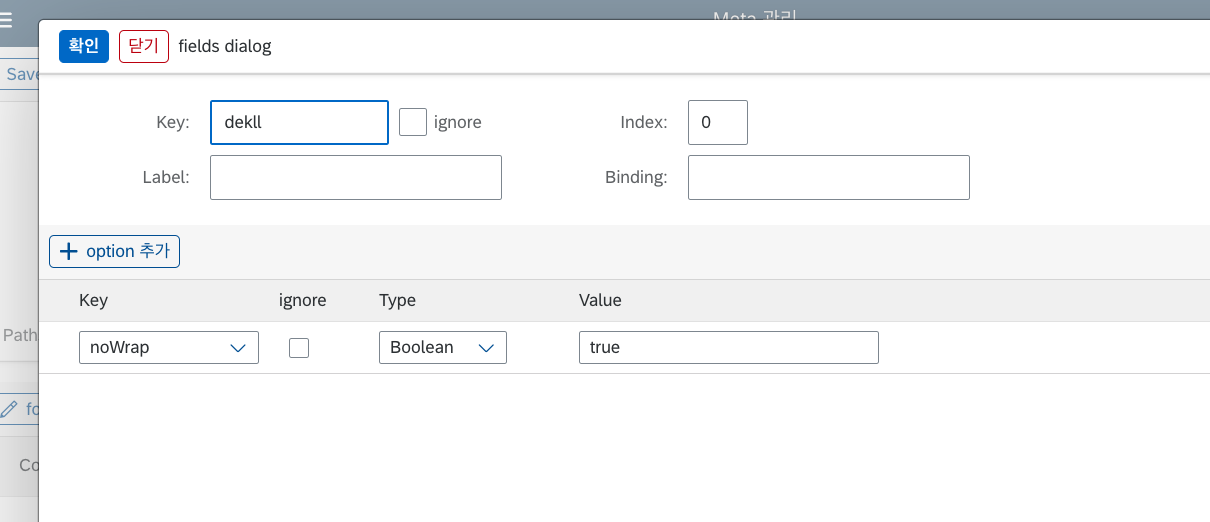 Meta 관리
확인 닫기 fields dialog
Save
Key: dekll ignore Index: 0
Label: Binding:
option 추가
Key ignore Type Value
Path
noWrap Boolean true
fo
Co